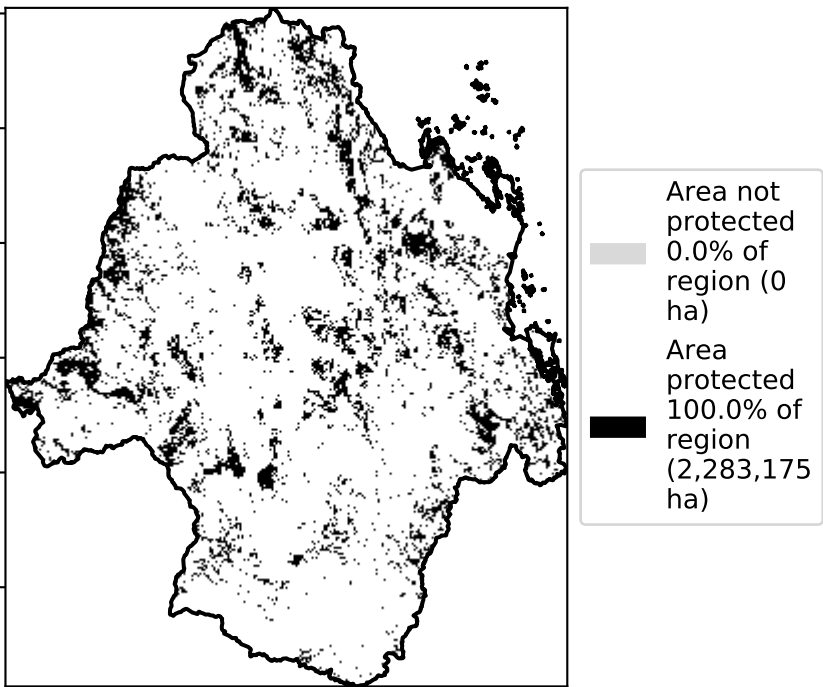 Area not
protected
0.0% of
region (0
ha)
Area
protected
100.0% of
region
(2,283,175
ha)